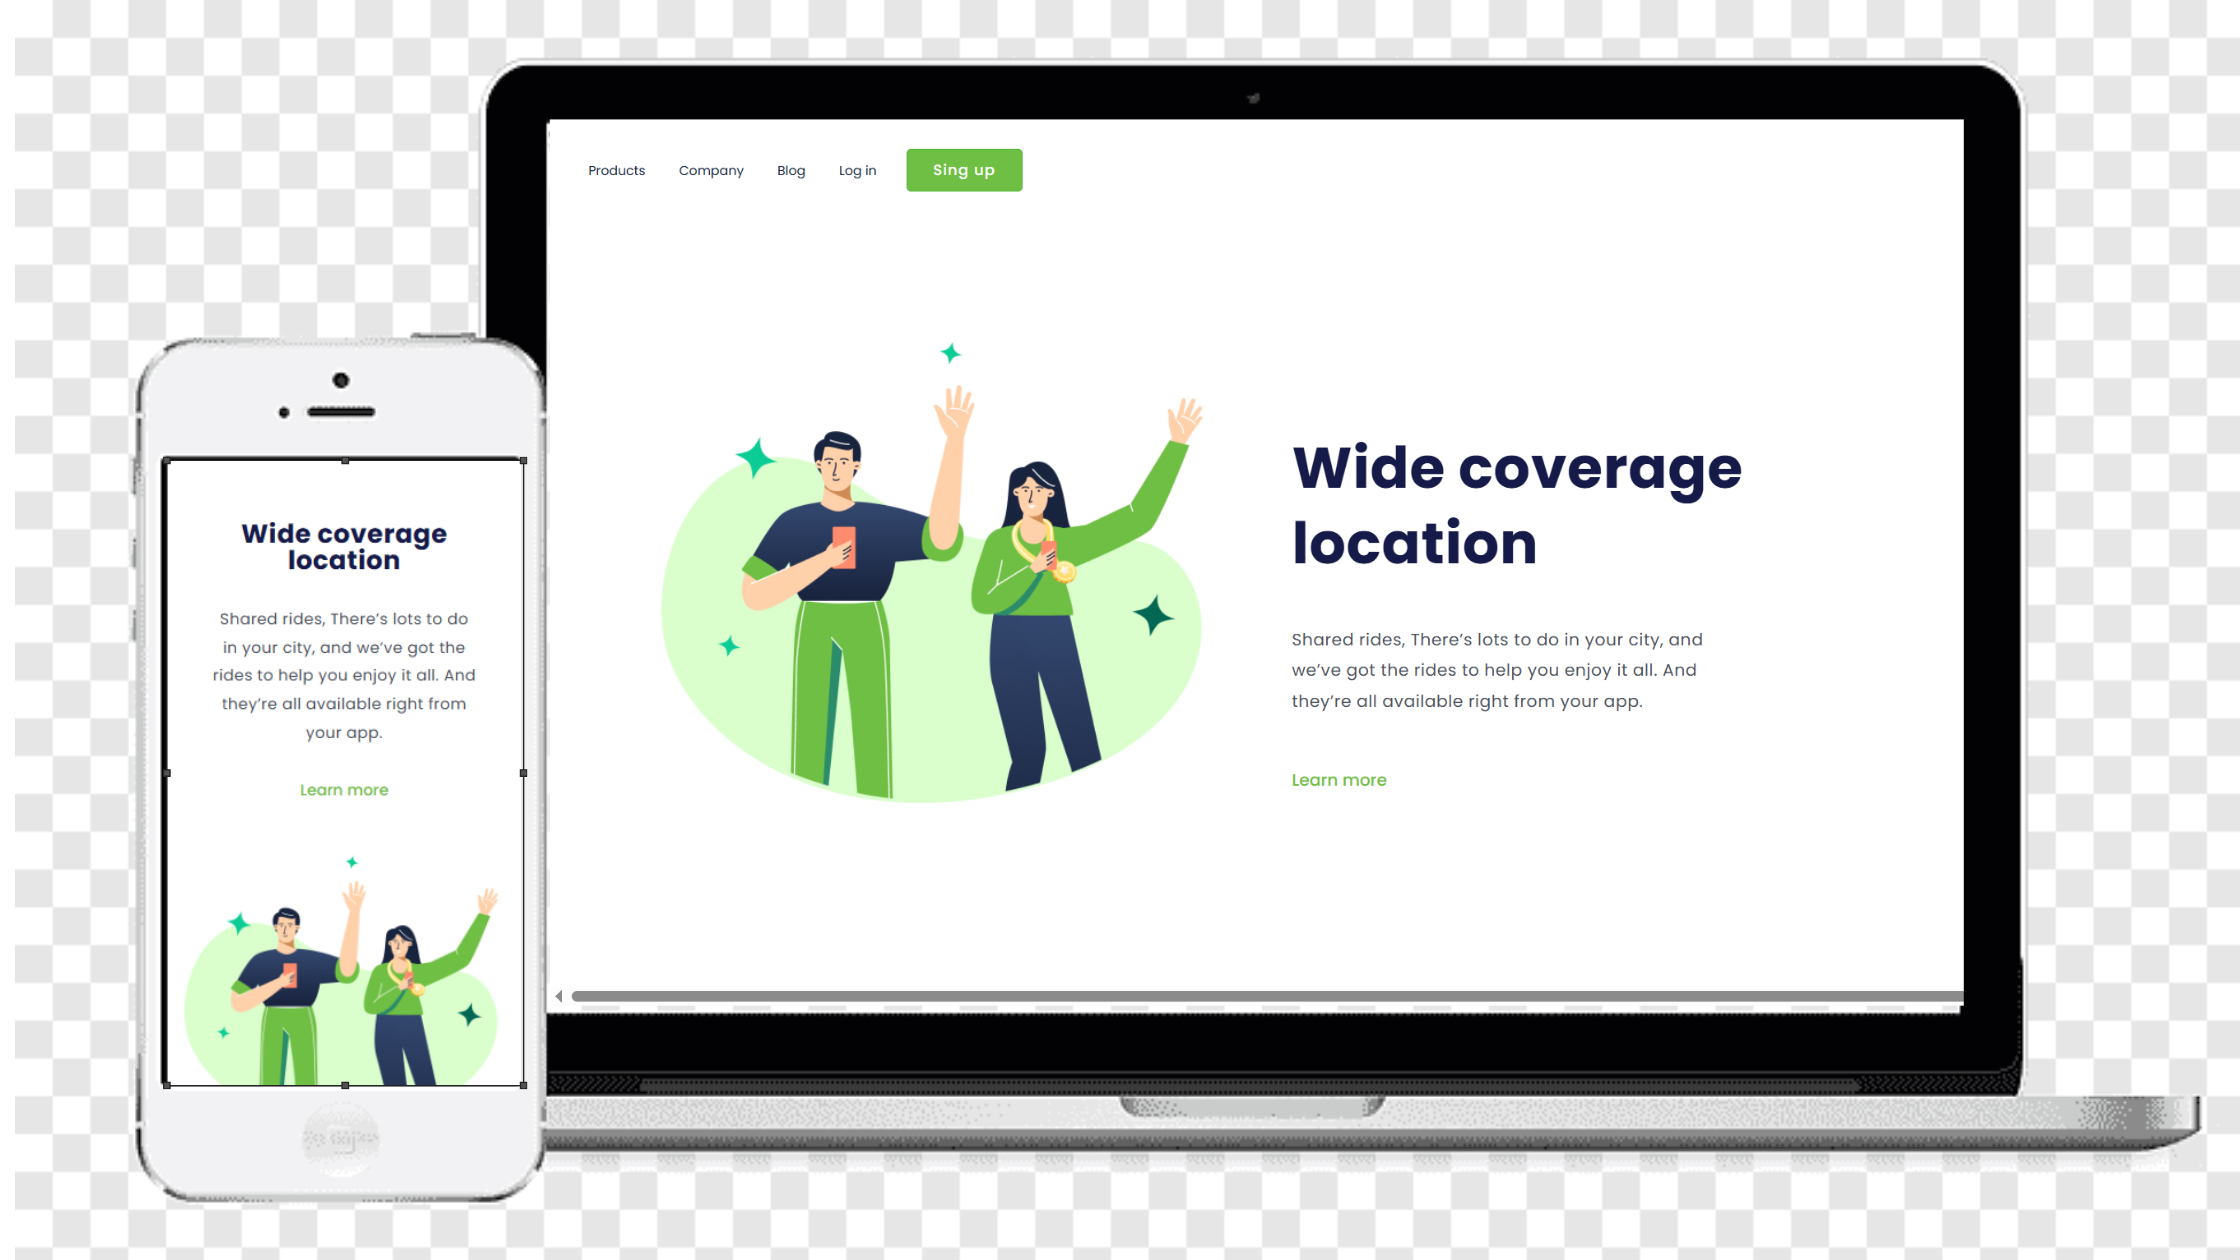 Products Company Blog Log in Sing up
Wide coverage
location
Shared rides, There’s lots to do in your city, and
we’ve got the rides to help you enjoy it all. And
they’re all available right from your app.
Learn more
Wide coverage
location
Shared rides, There’s lots to do
in your city, and we’ve got the
rides to help you enjoy it all. And
they’re all available right from
your app.
Learn more